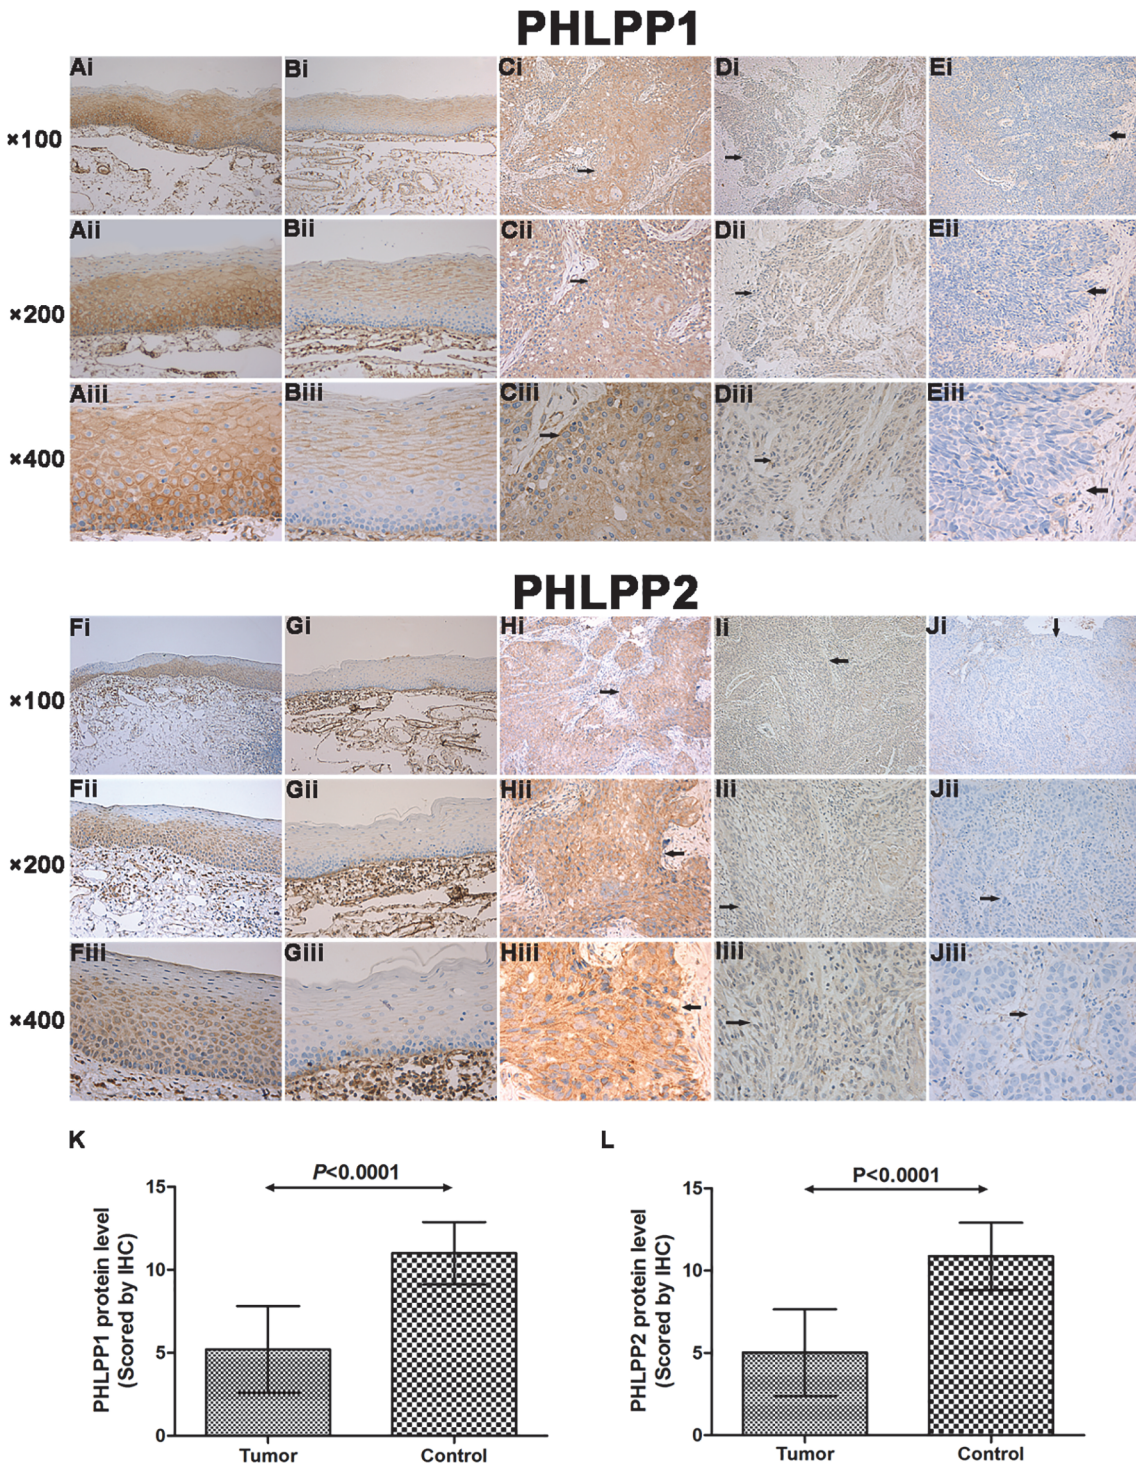 PHLPP1
Ai Bi Ci Di Ei
×100
Aii Bii Cii Dii Eii
×200
Aiii Biii Ciii Diii Eiii
×400
PHLPP2
Fi Gi Hi Ii Ji
×100
Fii Gii Hii Iii Jii
×200
Fiii Giii Hiii Iiii Jiii
×400
K
P<0.0001
PHLPP1 protein level
(Scored by IHC)
15
10
5
0
Tumor Control
L
P<0.0001
PHLPP2 protein level
(Scored by IHC)
15
10
5
0
Tumor Control